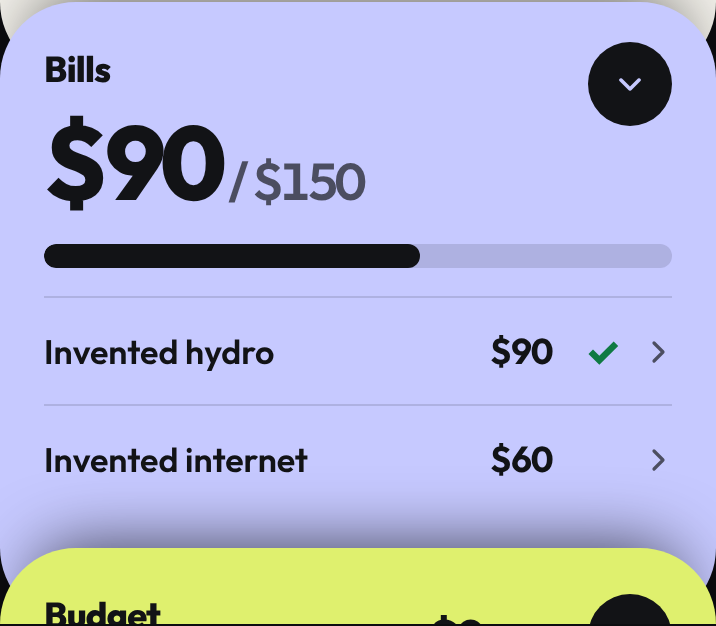 Bills
$90 / $150
Invented hydro $90
Invented internet $60
Budget